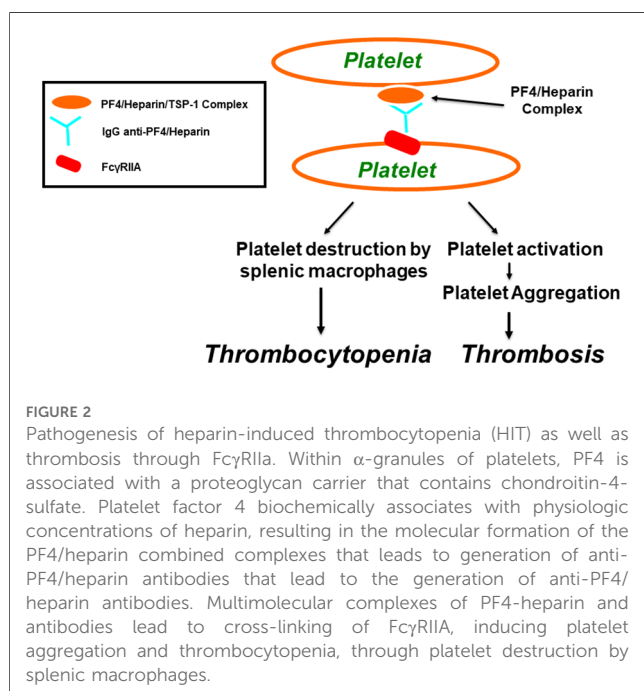 Platelet
PF4/Heparin/TSP-1 Complex
IgG anti-PF4/Heparin
FcγRIIA
PF4/Heparin
Complex
Platelet
Platelet destruction by
splenic macrophages
Platelet activation
Platelet Aggregation
Thrombocytopenia
Thrombosis
FIGURE 2
Pathogenesis of heparin-induced thrombocytopenia (HIT) as well as
thrombosis through FcγRIIa. Within α-granules of platelets, PF4 is
associated with a proteoglycan carrier that contains chondroitin-4-
sulfate. Platelet factor 4 biochemically associates with physiologic
concentrations of heparin, resulting in the molecular formation of the
PF4/heparin combined complexes that leads to generation of anti-
PF4/heparin antibodies that lead to the generation of anti-PF4/
heparin antibodies. Multimolecular complexes of PF4-heparin and
antibodies lead to cross-linking of FcγRIIA, inducing platelet
aggregation and thrombocytopenia, through platelet destruction by
splenic macrophages.